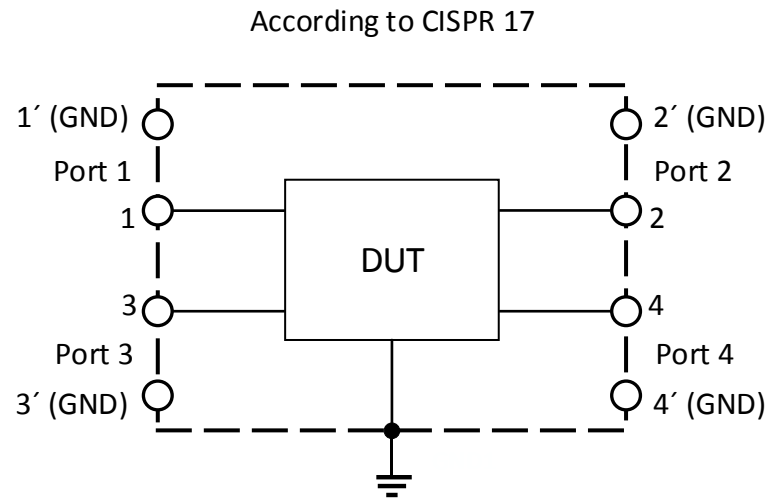 According to CISPR 17
1´ (GND)
2´ (GND)
Port 1
Port 2
1
2
DUT
3
4
Port 3
Port 4
3´ (GND)
4´ (GND)